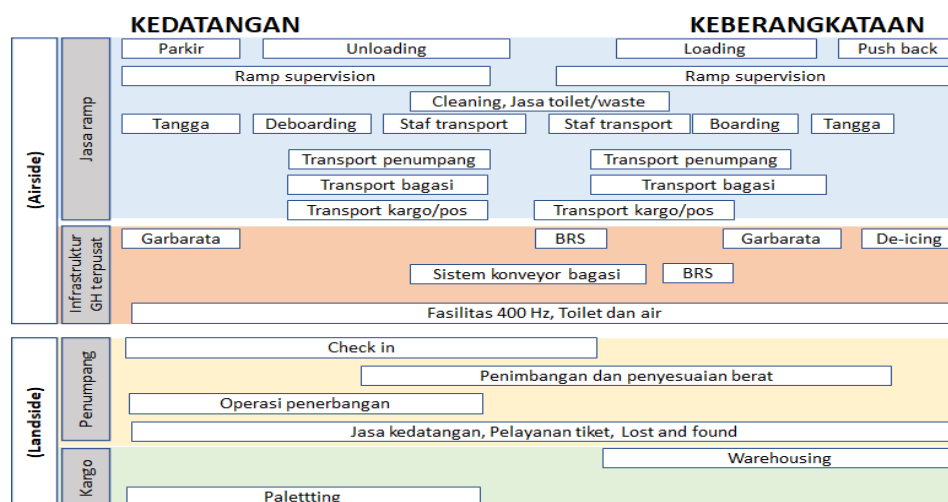 KEDATANGAN KEBERANGKATAAN
Parkir Unloading Loading Push back
Ramp supervision Ramp supervision
Cleaning, Jasa toilet/waste
Tangga Deboarding Staf transport Staf transport Boarding Tangga
Transport penumpang Transport penumpang
Transport bagasi Transport bagasi
Transport kargo/pos Transport kargo/pos
(Airside)
Jasa ramp
Garbarata BRS Garbarata De-icing
Sistem konveyor bagasi BRS
Fasilitas 400 Hz, Toilet dan air
Infrastruktur
GH terpusat
Check in
Penimbangan dan penyesuaian berat
Operasi penerbangan
Jasa kedatangan, Pelayanan tiket, Lost and found
(Landside)
Penumpang
Warehousing
Palettting
Kargo